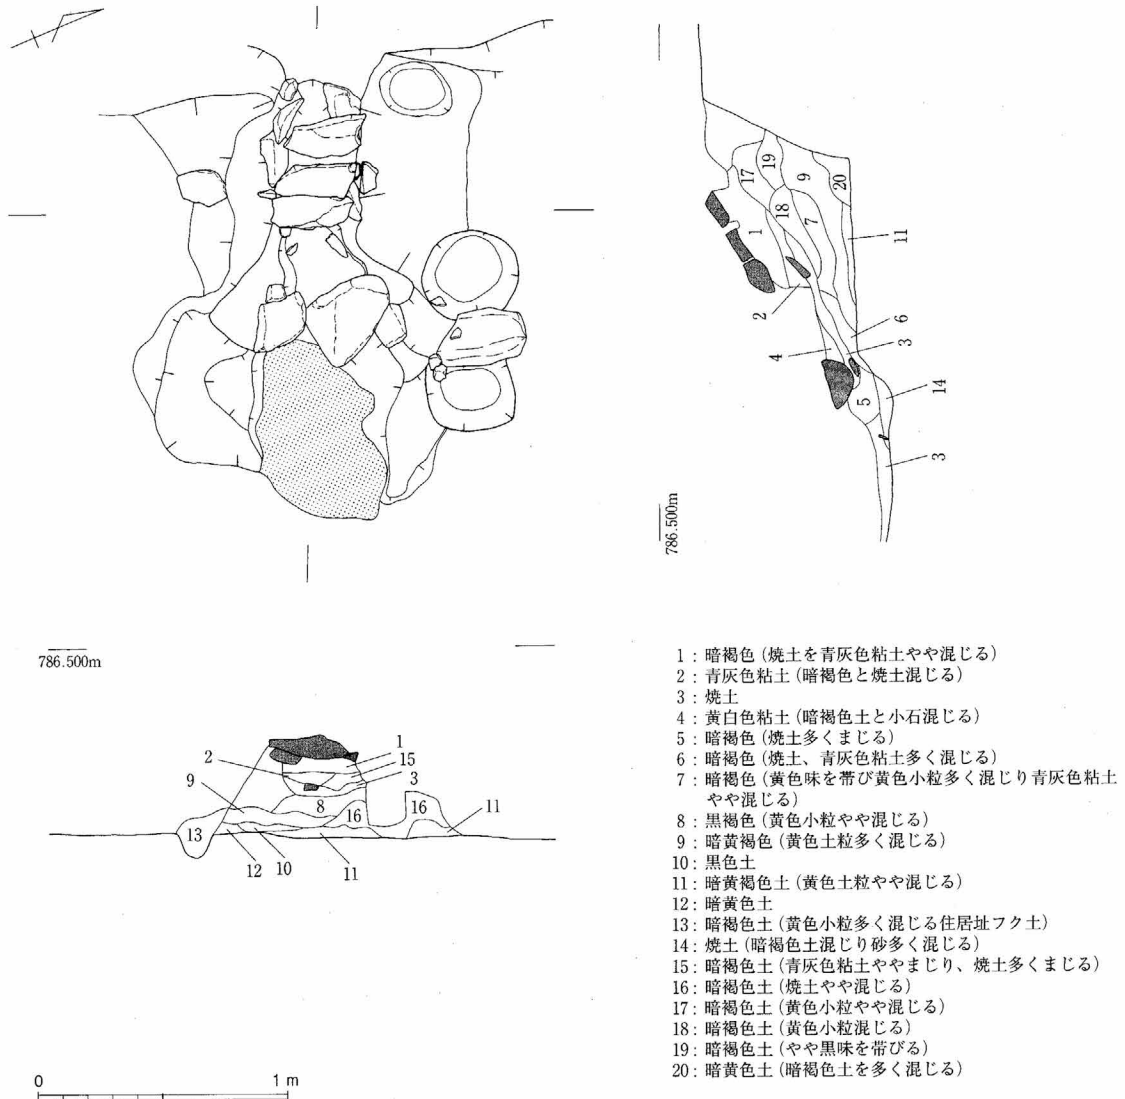 19
17
9
20
18
1
7
11
2
6
3
4
14
5
3
786.500m
786.500m
1
2
15
3
9
8
16
16
11
13
12
10
11
1：暗褐色（焼土を青灰色粘土やや混じる）
2：青灰色粘土（暗褐色と焼土混じる）
3：焼土
4：黄白色粘土（暗褐色土と小石混じる）
5：暗褐色（焼土多くまじる）
6：暗褐色（焼土、青灰色粘土多く混じる）
7：暗褐色（黄色味を帯び黄色小粒多く混じり青灰色粘土
やや混じる）
8：黒褐色（黄色小粒やや混じる）
9：暗黄褐色（黄色土粒多く混じる）
10：黒色土
11：暗黄褐色土（黄色土粒やや混じる）
12：暗黄色土
13：暗褐色土（黄色小粒多く混じる住居址フク土）
14：焼土（暗褐色土混じり砂多く混じる）
15：暗褐色土（青灰色粘土ややまじり、焼土多くまじる）
16：暗褐色土（焼土やや混じる）
17：暗褐色土（黄色小粒やや混じる）
18：暗褐色土（黄色小粒混じる）
19：暗褐色土（やや黒味を帯びる）
20：暗黄色土（暗褐色土を多く混じる）
0 1 m